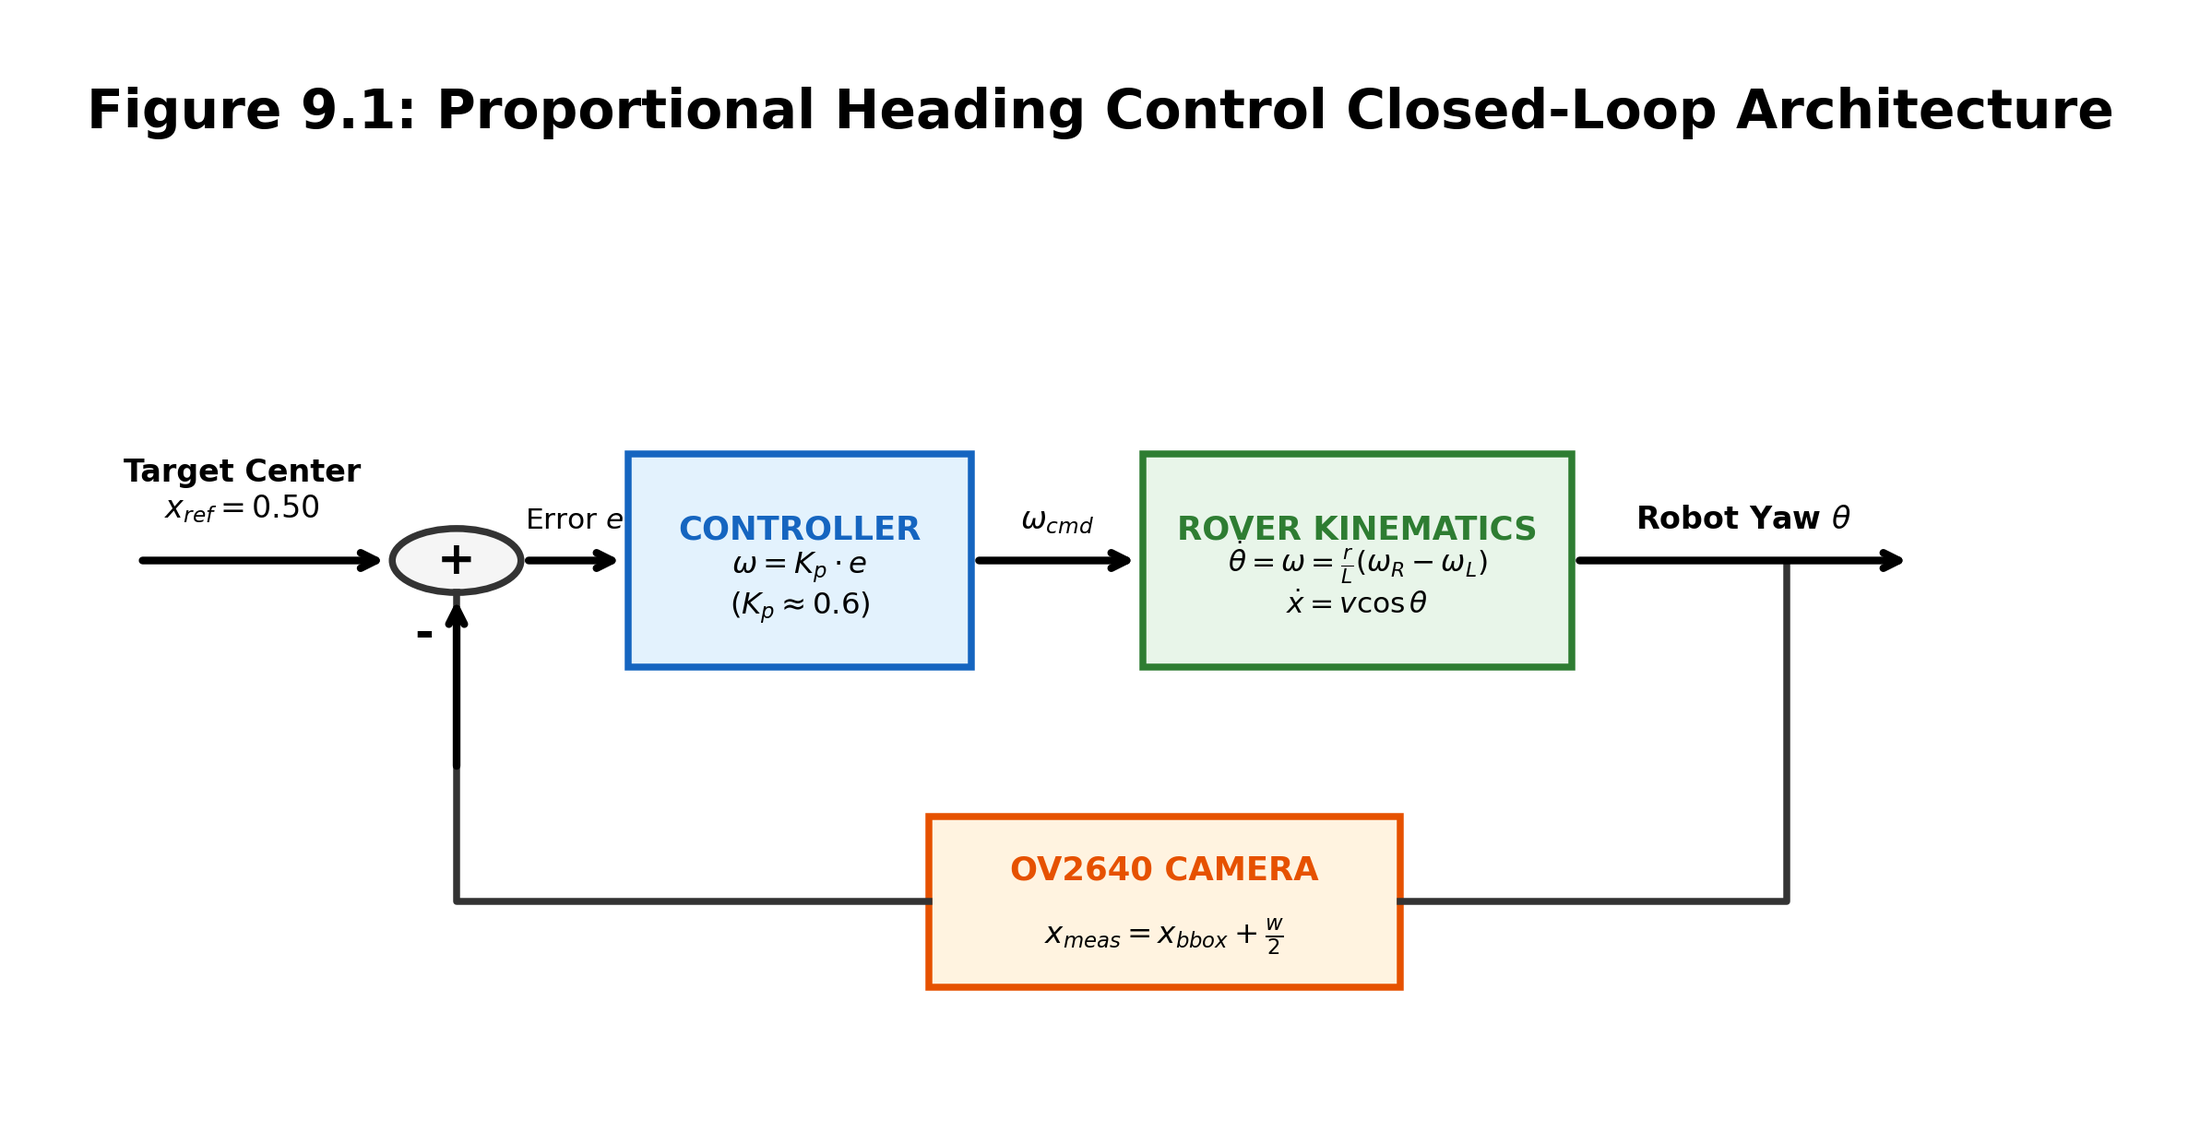 Figure 9.1: Proportional Heading Control Closed-Loop Architecture
Target Center
x_ref = 0.50
+
-
Error e
CONTROLLER
ω = K_p · e
(K_p ≈ 0.6)
ω_cmd
ROVER KINEMATICS
θ̇ = ω = r/L (ω_R − ω_L)
ẋ = v cos θ
Robot Yaw θ
OV2640 CAMERA
x_meas = x_bbox + w/2